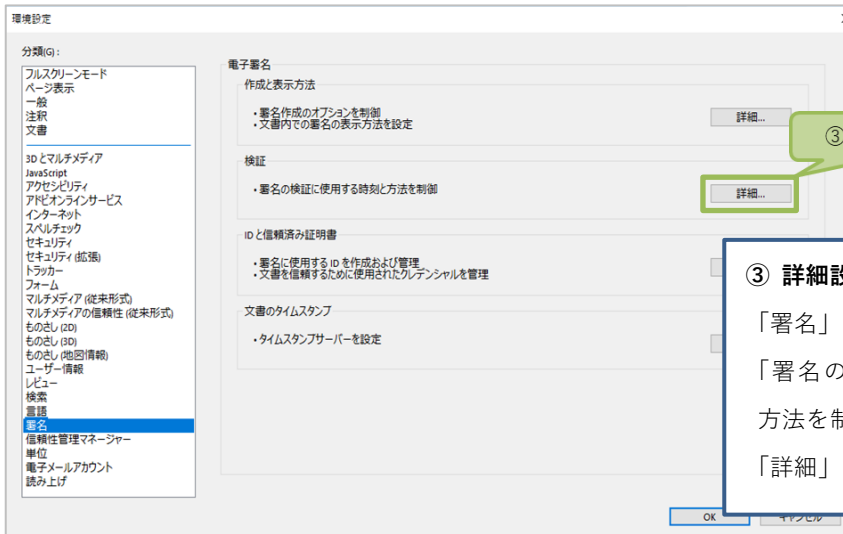 環境設定
分類(G):
フルスクリーンモード
ページ表示
一般
注釈
文書
3D とマルチメディア
JavaScript
アクセシビリティ
アドビオンラインサービス
インターネット
スペルチェック
セキュリティ
セキュリティ (拡張)
トラッカー
フォーム
マルチメディア (従来形式)
マルチメディアの信頼性 (従来形式)
ものさし (2D)
ものさし (3D)
ものさし (地図情報)
ユーザー情報
レビュー
検索
言語
署名
信頼性管理マネージャー
単位
電子メールアカウント
読み上げ
電子署名
作成と表示方法
・署名作成のオプションを制御
・文書内での署名の表示方法を設定
詳細...
③
検証
・署名の検証に使用する時刻と方法を制御
詳細...
ID と信頼済み証明書
・署名に使用する ID を作成および管理
・文書を信頼するために使用されたクレデンシャルを管理
文書のタイムスタンプ
・タイムスタンプサーバーを設定
③ 詳細設
「署名」
「署名の
方法を制
「詳細」
OK
キャンセル